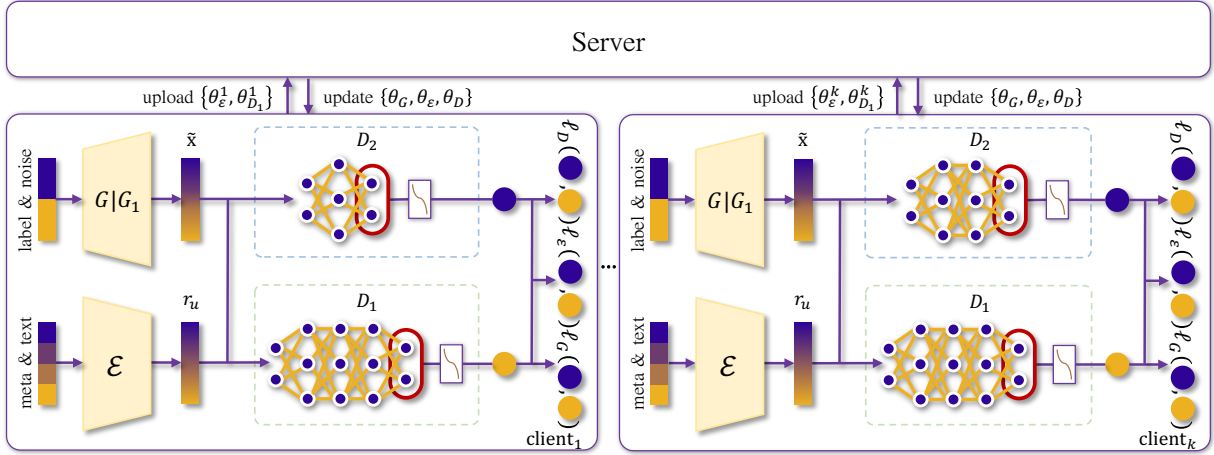 Server
upload {θ_ε^1, θ_{D_1}^1}
update {θ_G, θ_ε, θ_D}
label & noise
G|G_1
x̃
D_2
meta & text
ℰ
r_u
D_1
ℓ_D( , )ℓ_ε( , )ℓ_G( , )
client_1
...
upload {θ_ε^k, θ_{D_1}^k}
update {θ_G, θ_ε, θ_D}
label & noise
G|G_1
x̃
D_2
meta & text
ℰ
r_u
D_1
ℓ_D( , )ℓ_ε( , )ℓ_G( , )
client_k